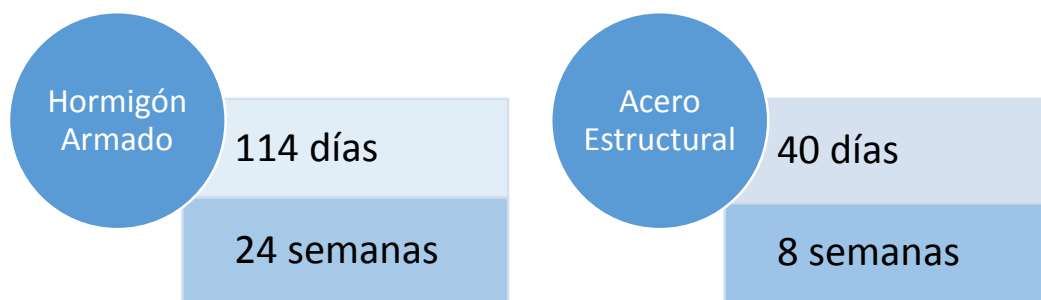 Hormigón
Armado
114 días
24 semanas
Acero
Estructural
40 días
8 semanas